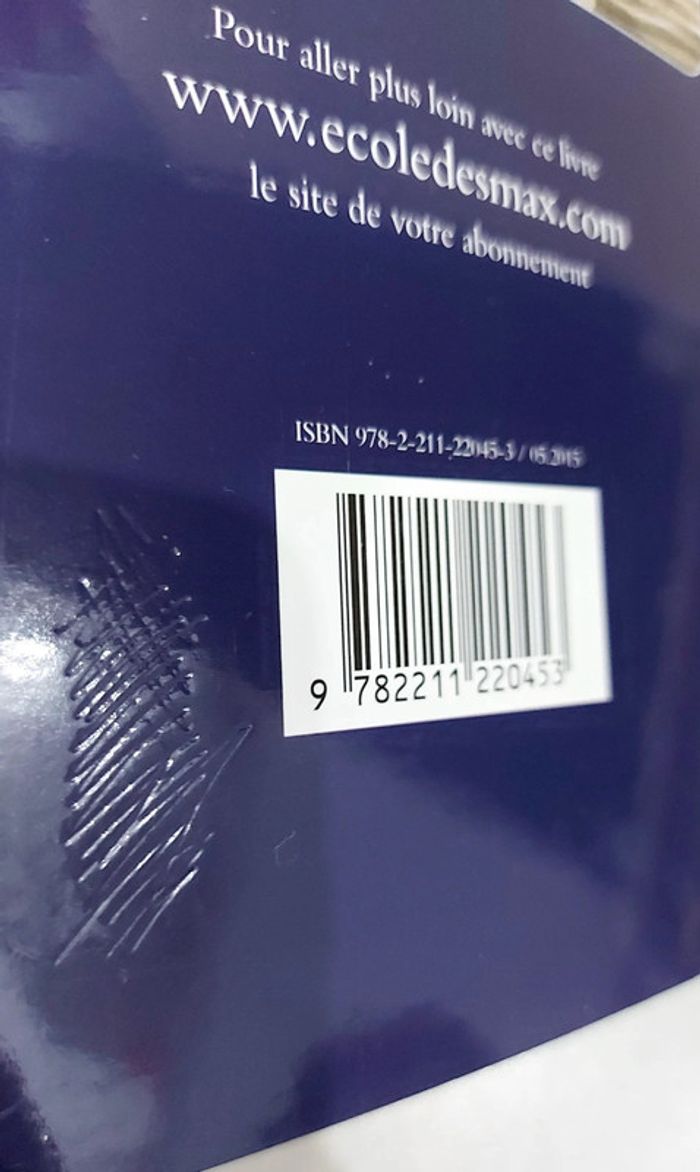 Pour aller plus loin avec ce livre
www.ecoledesmax.com
le site de votre abonnement
ISBN 978-2-211-22045-3 / 05.2015
9 782211 220453